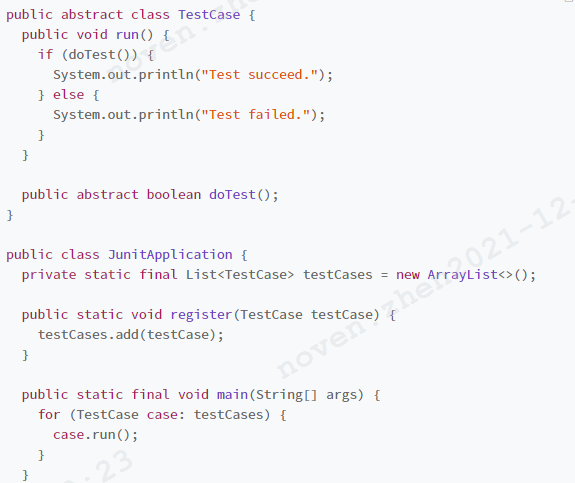 public abstract class TestCase {
  public void run() {
    if (doTest()) {
      System.out.println("Test succeed.");
    } else {
      System.out.println("Test failed.");
    }
  }

  public abstract boolean doTest();
}

public class JunitApplication {
  private static final List<TestCase> testCases = new ArrayList<>();

  public static void register(TestCase testCase) {
    testCases.add(testCase);
  }

  public static final void main(String[] args) {
    for (TestCase case: testCases) {
      case.run();
    }
  }
noven.zhen2021-12-